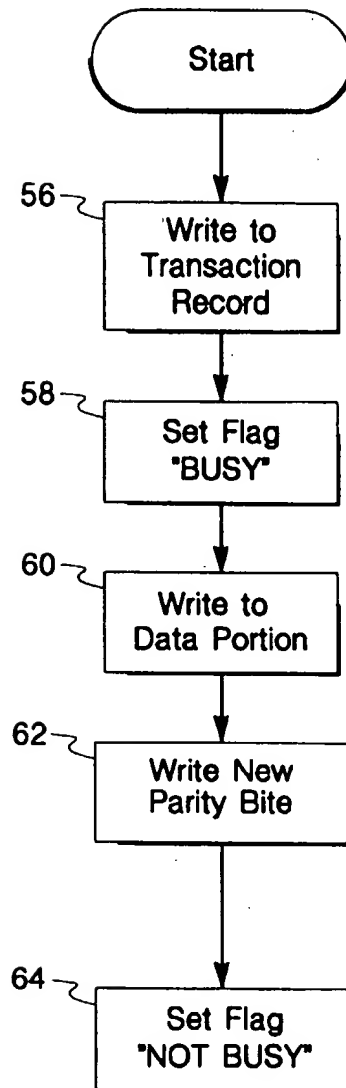 Start
56
Write to
Transaction
Record
58
Set Flag
"BUSY"
60
Write to
Data Portion
62
Write New
Parity Bite
64
Set Flag
"NOT BUSY"